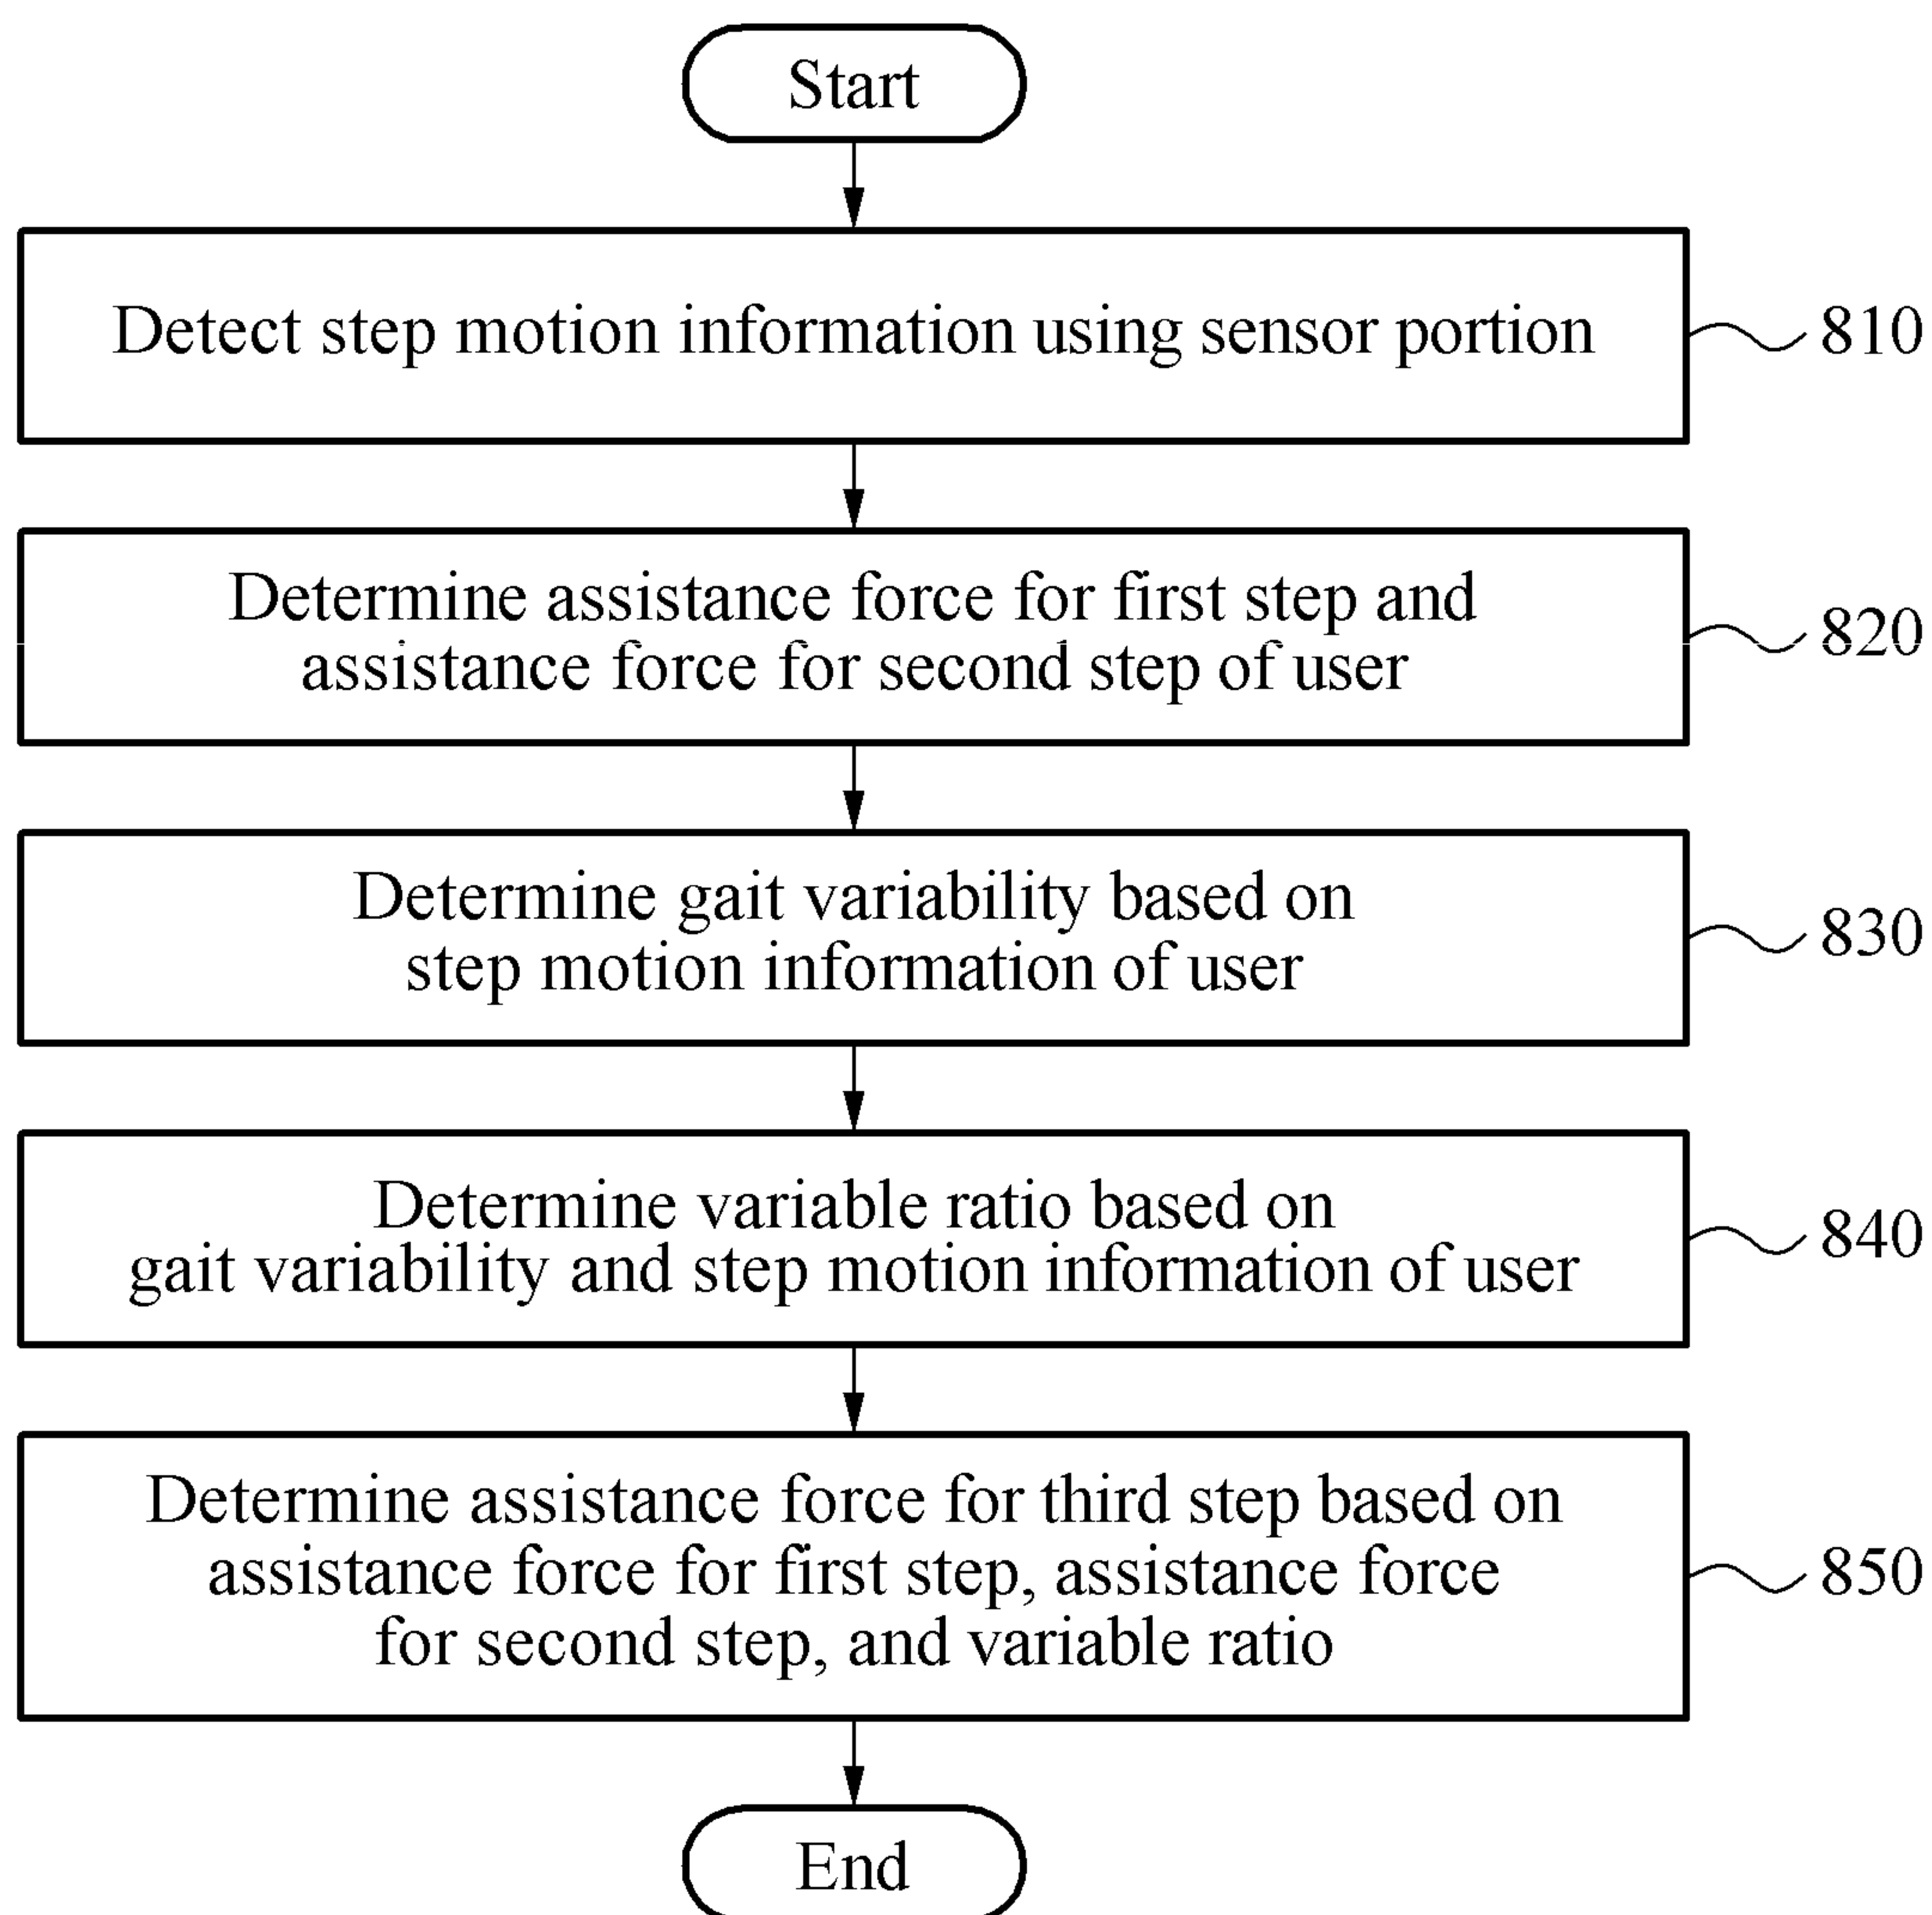 Start
Detect step motion information using sensor portion
810
Determine assistance force for first step and
assistance force for second step of user
820
Determine gait variability based on
step motion information of user
830
Determine variable ratio based on
gait variability and step motion information of user
840
Determine assistance force for third step based on
assistance force for first step, assistance force
for second step, and variable ratio
850
End